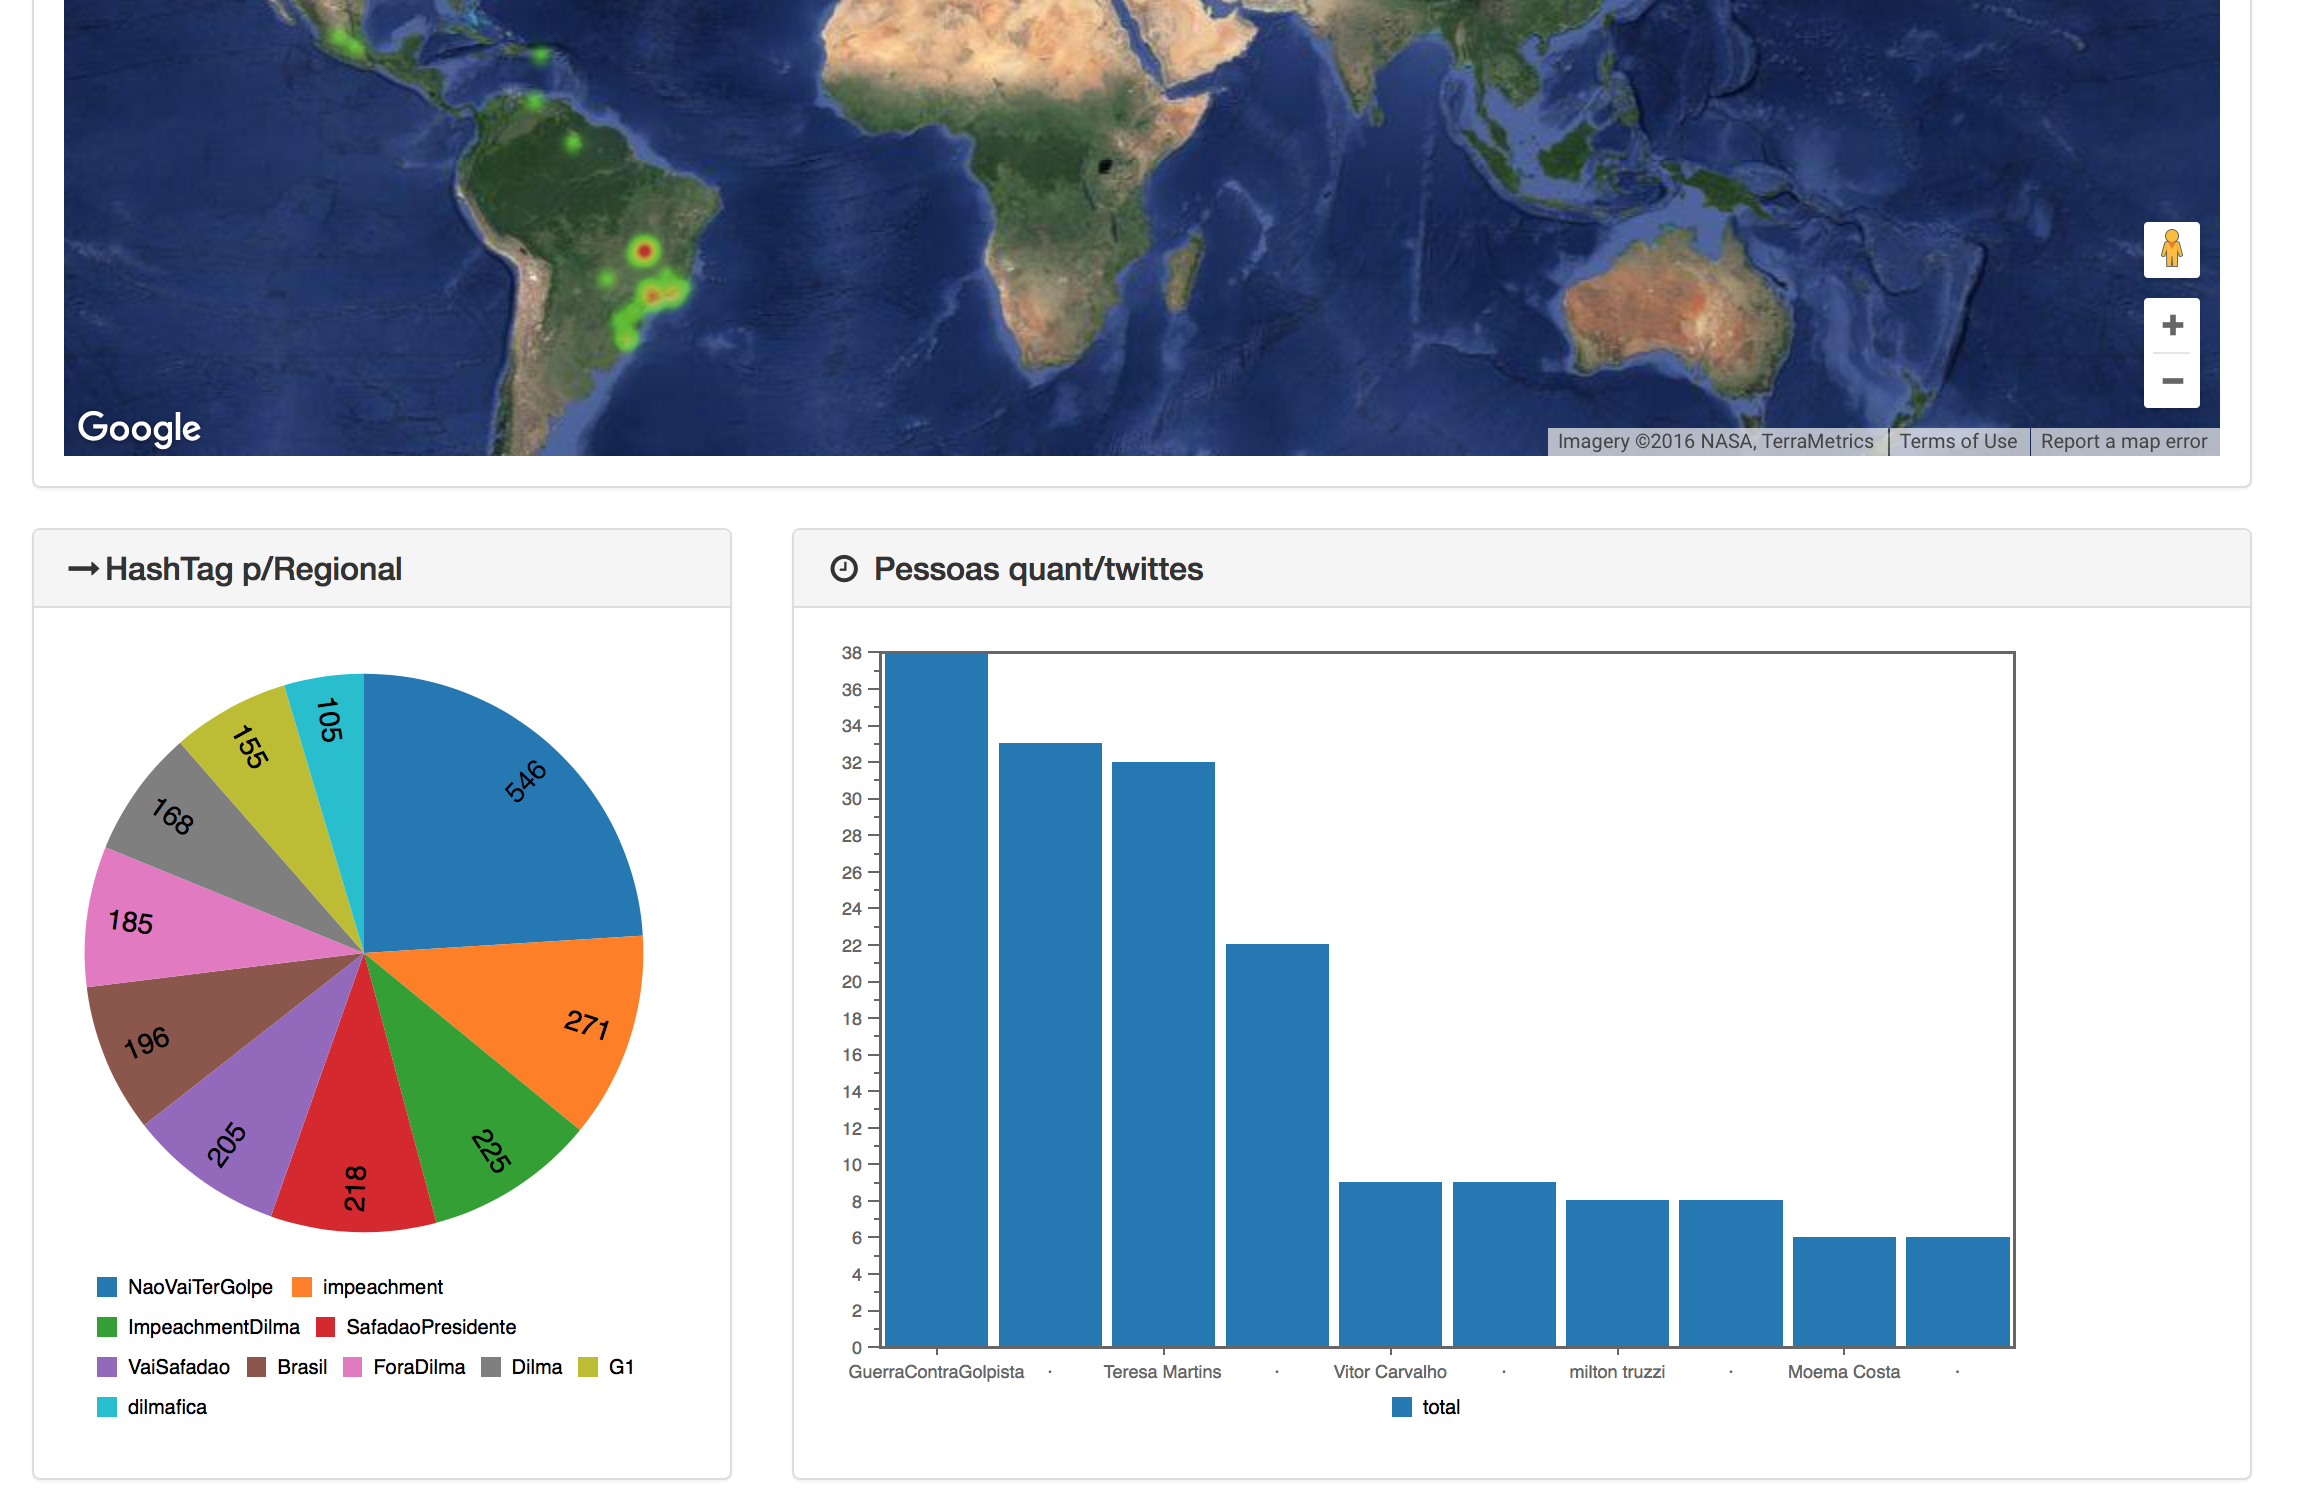 Google
Imagery ©2016 NASA, TerraMetrics
Terms of Use
Report a map error
HashTag p/Regional
546
271
225
218
205
196
185
168
155
105
NaoVaiTerGolpe impeachment
ImpeachmentDilma SafadaoPresidente
VaiSafadao Brasil ForaDilma Dilma G1
dilmafica
Pessoas quant/twittes
38
36
34
32
30
28
26
24
22
20
18
16
14
12
10
8
6
4
2
0
GuerraContraGolpista . Teresa Martins . Vitor Carvalho . milton truzzi . Moema Costa .
total